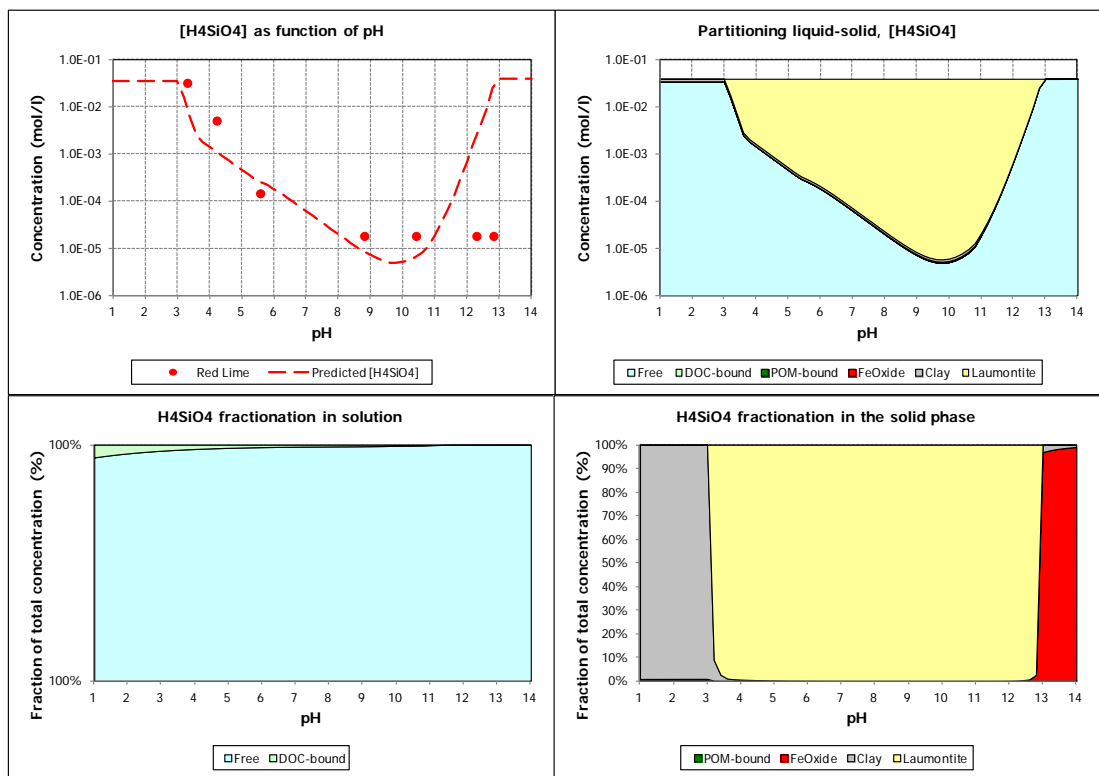 [H4SiO4] as function of pH
Concentration (mol/l)
1.0E-01
1.0E-02
1.0E-03
1.0E-04
1.0E-05
1.0E-06
1 2 3 4 5 6 7 8 9 10 11 12 13 14
pH
Red Lime Predicted [H4SiO4]
Partitioning liquid-solid, [H4SiO4]
Concentration (mol/l)
1.0E-01
1.0E-02
1.0E-03
1.0E-04
1.0E-05
1.0E-06
1 2 3 4 5 6 7 8 9 10 11 12 13 14
pH
Free DOC-bound POM-bound FeOxide Clay Laumontite
H4SiO4 fractionation in solution
Fraction of total concentration (%)
100%
100%
1 2 3 4 5 6 7 8 9 10 11 12 13 14
pH
Free DOC-bound
H4SiO4 fractionation in the solid phase
Fraction of total concentration (%)
100%
90%
80%
70%
60%
50%
40%
30%
20%
10%
0%
1 2 3 4 5 6 7 8 9 10 11 12 13 14
pH
POM-bound FeOxide Clay Laumontite